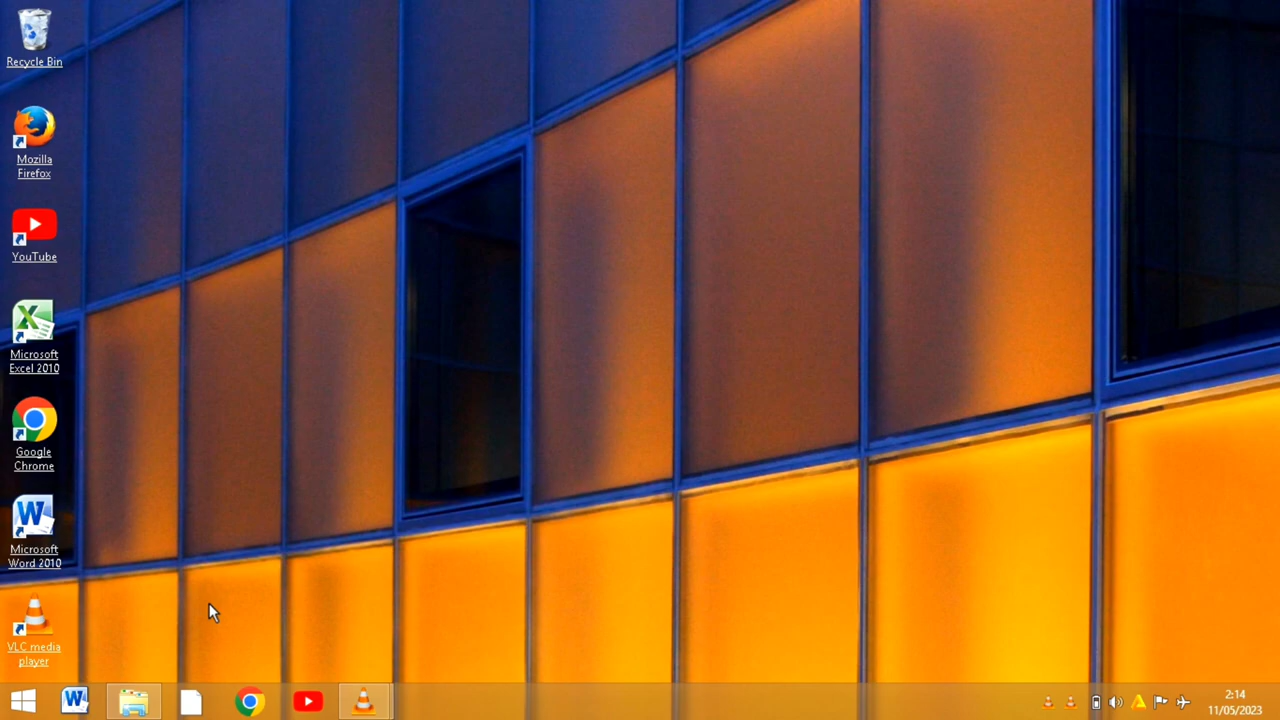 Recycle Bin
Mozilla
Firefox
YouTube
Microsoft
Excel 2010
Google
Chrome
Microsoft
Word 2010
VLC media
player
2:14
11/05/2023